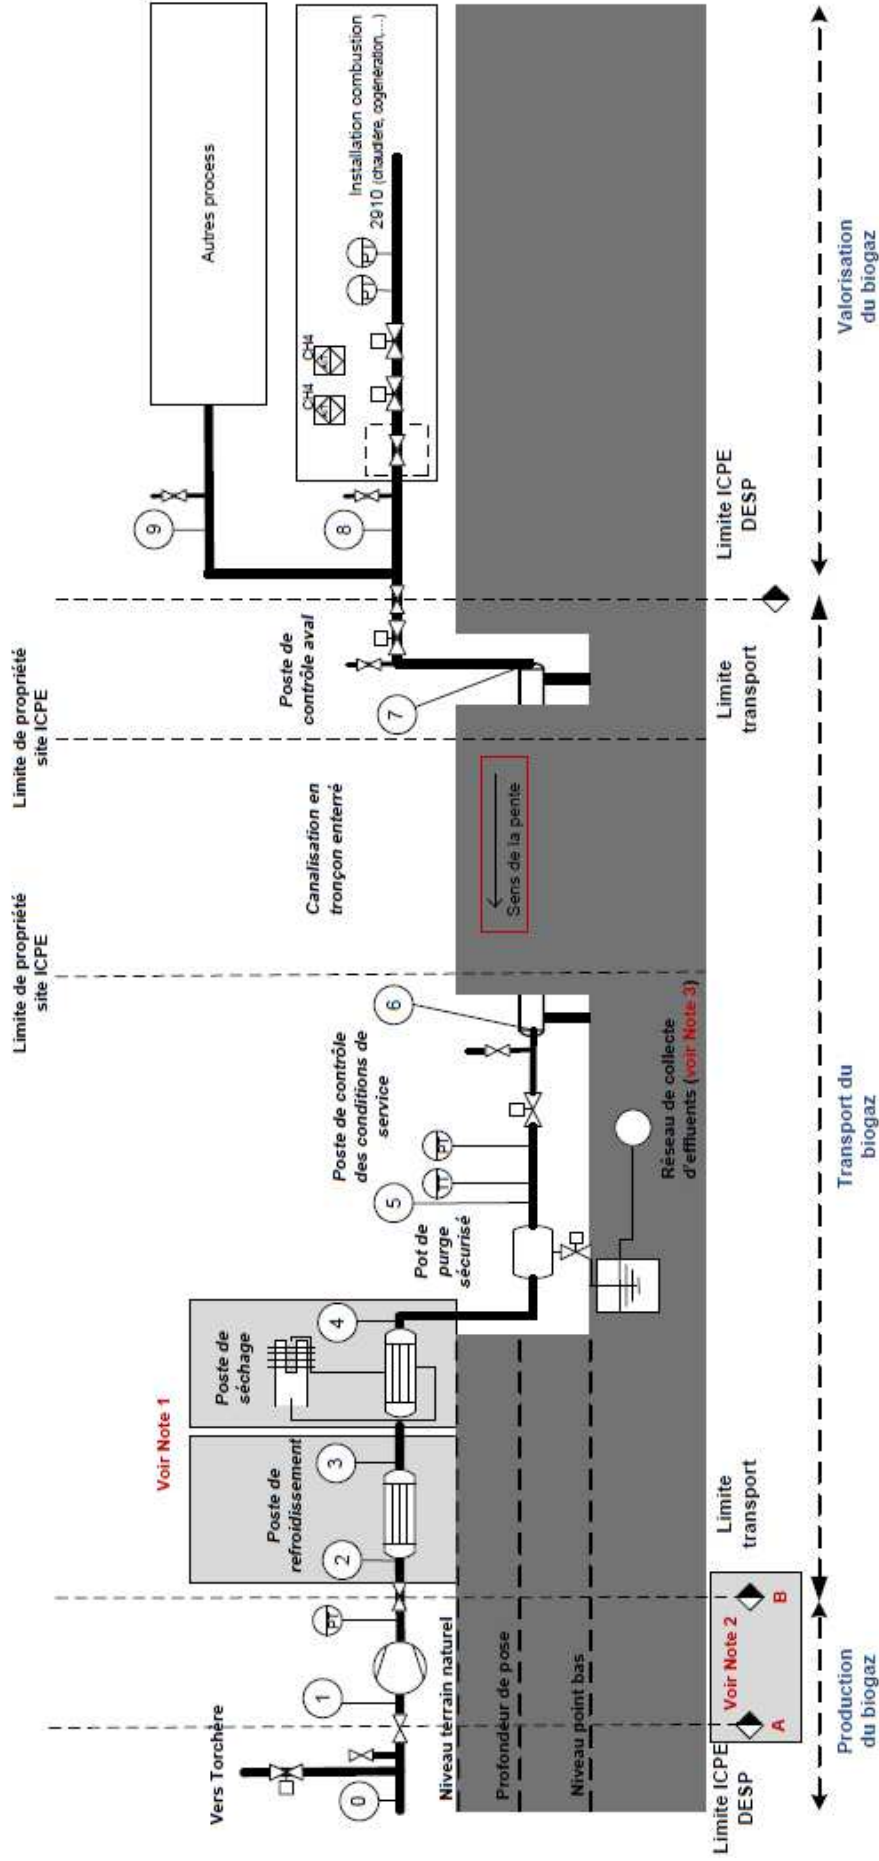 Limite de propriété
site ICPE
Limite de propriété
site ICPE
Vers Torchère
Voir Note 1
Poste de
refroidissement
Poste de
séchage
Pot de
purge
sécurisé
Poste de contrôle
des conditions de
service
Canalisation en
tronçon enterré
Poste de
contrôle aval
Autres process
Installation combustion
2910 (chaudière, cogénération,...)
CH4
CH4
0
1
2
3
4
5
6
7
8
9
PT
TT
PT
PT
PT
Niveau terrain naturel
Profondeur de pose
Niveau point bas
Sens de la pente
Réseau de collecte
d'effluents (voir Note 3)
Limite ICPE
DESP
Voir Note 2
A
B
Limite
transport
Limite
transport
Limite ICPE
DESP
Production
du biogaz
Transport du
biogaz
Valorisation
du biogaz